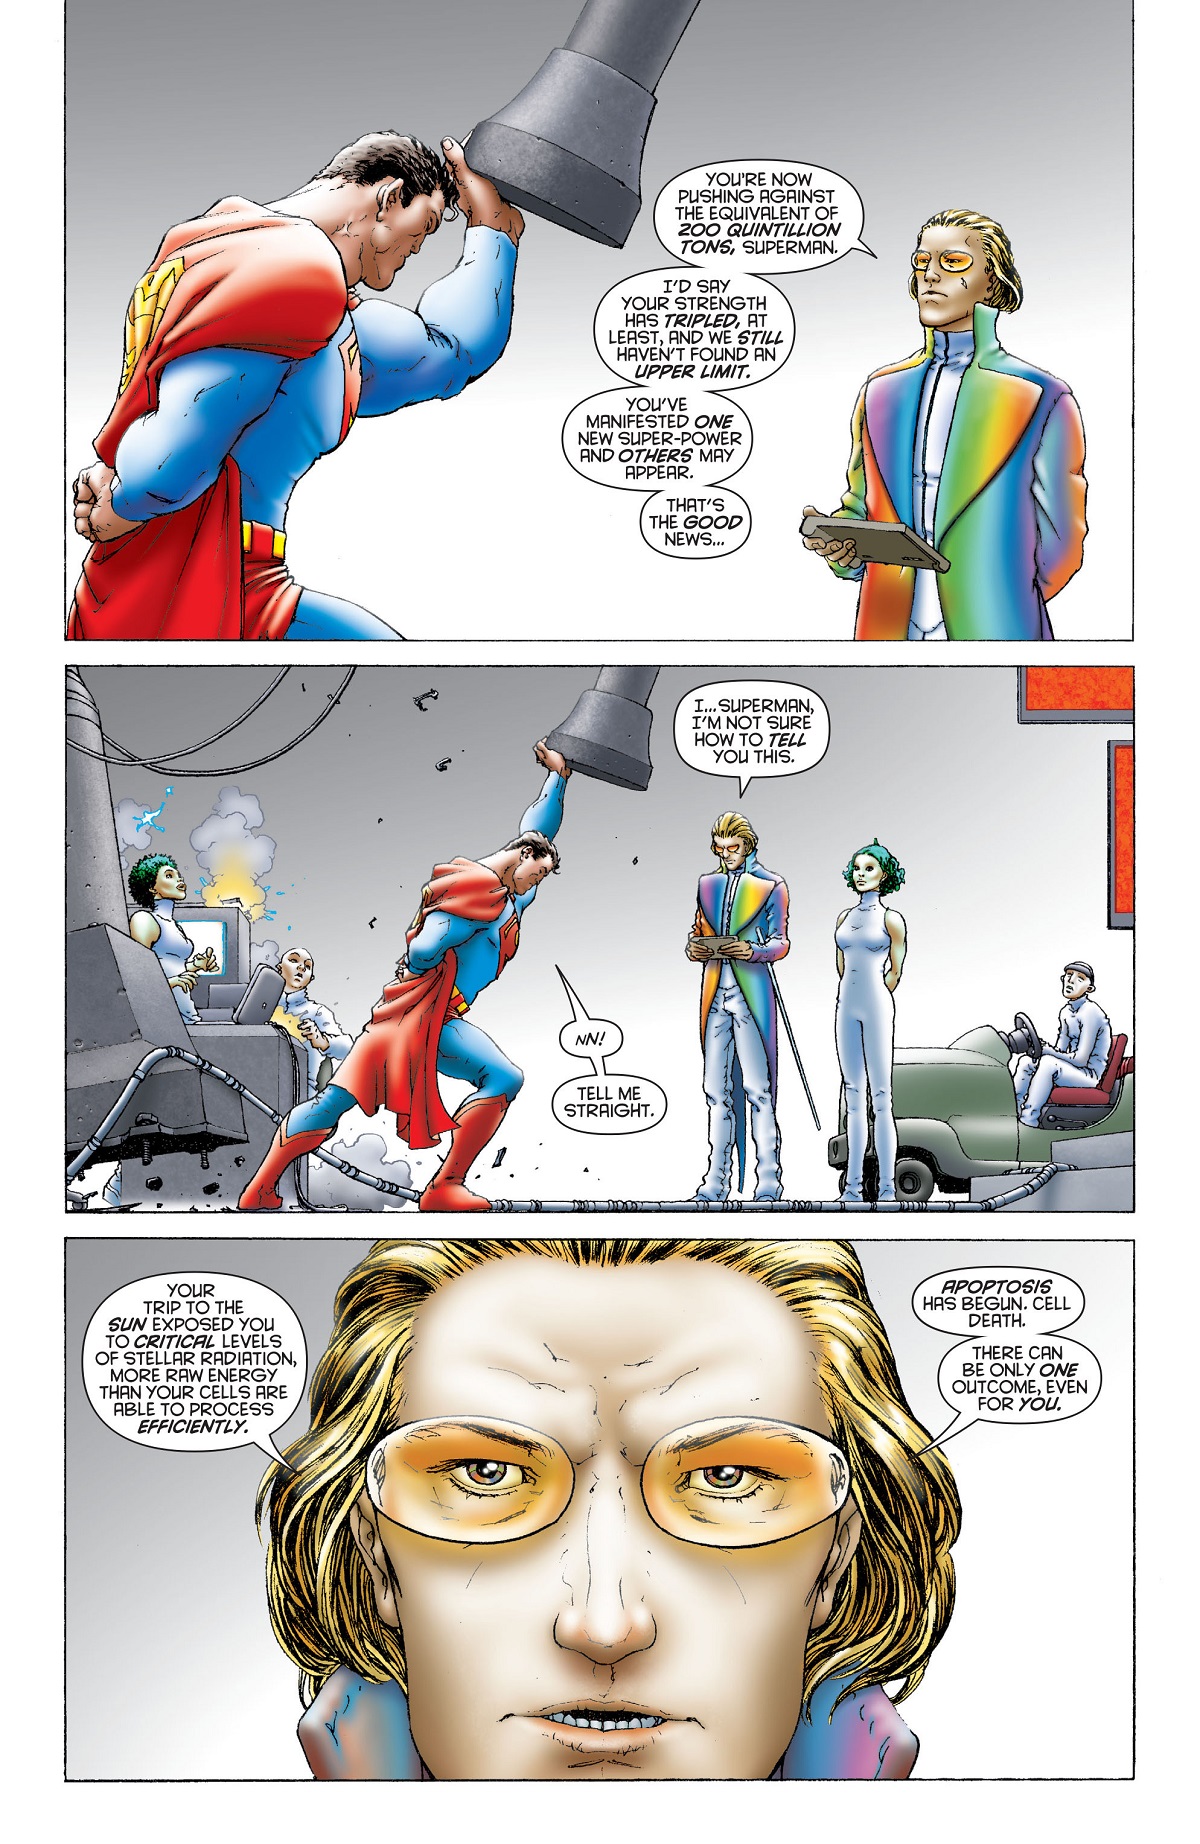 YOU'RE NOW
PUSHING AGAINST
THE EQUIVALENT OF
200 QUINTILLION
TONS, SUPERMAN.
I'D SAY
YOUR STRENGTH
HAS TRIPLED, AT
LEAST, AND WE STILL
HAVEN'T FOUND AN
UPPER LIMIT.
YOU'VE
MANIFESTED ONE
NEW SUPER-POWER
AND OTHERS MAY
APPEAR.
THAT'S
THE GOOD
NEWS...
I...SUPERMAN,
I'M NOT SURE
HOW TO TELL
YOU THIS.
NN!
TELL ME
STRAIGHT.
YOUR
TRIP TO THE
SUN EXPOSED YOU
TO CRITICAL LEVELS
OF STELLAR RADIATION,
MORE RAW ENERGY
THAN YOUR CELLS ARE
ABLE TO PROCESS
EFFICIENTLY.
APOPTOSIS
HAS BEGUN. CELL
DEATH.
THERE CAN
BE ONLY ONE
OUTCOME, EVEN
FOR YOU.